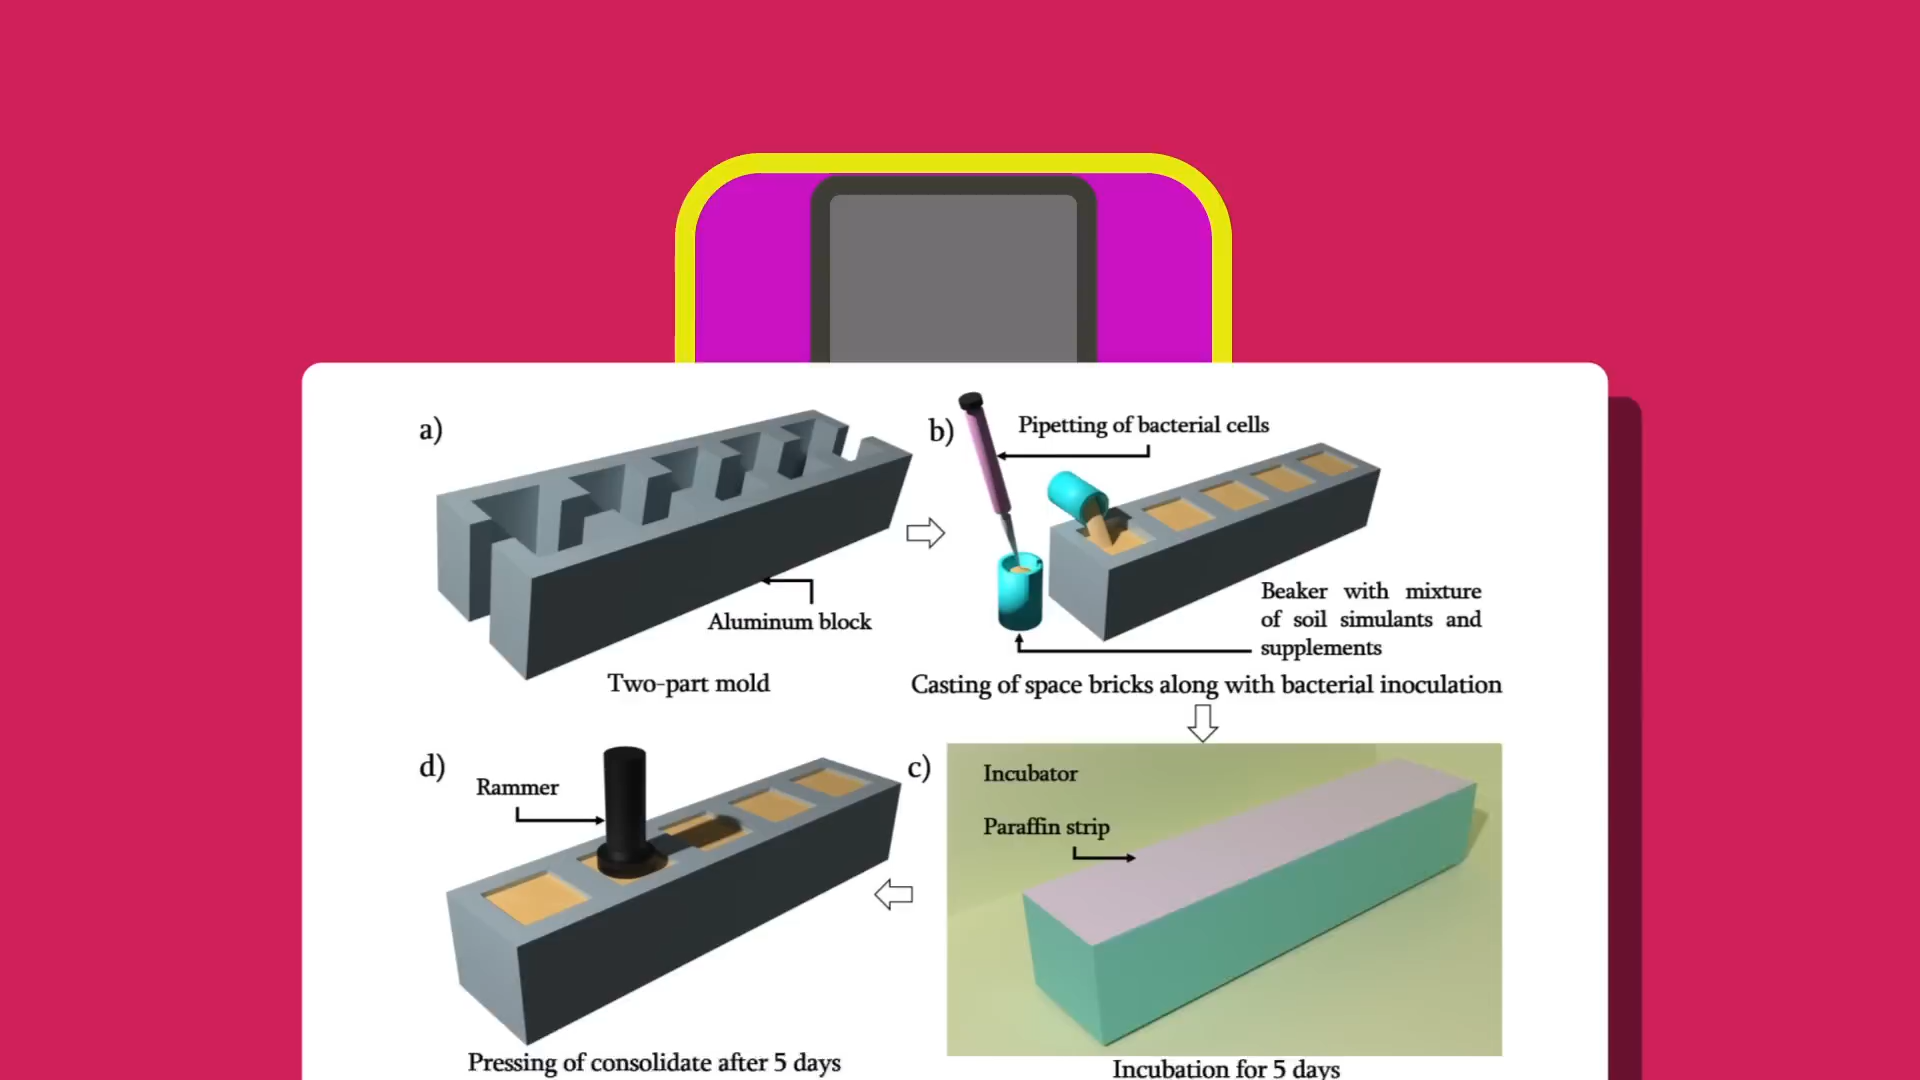 a)
Aluminum block
Two-part mold
b)
Pipetting of bacterial cells
Beaker with mixture
of soil simulants and
supplements
Casting of space bricks along with bacterial inoculation
d)
Rammer
Pressing of consolidate after 5 days
c)
Incubator
Paraffin strip
Incubation for 5 days